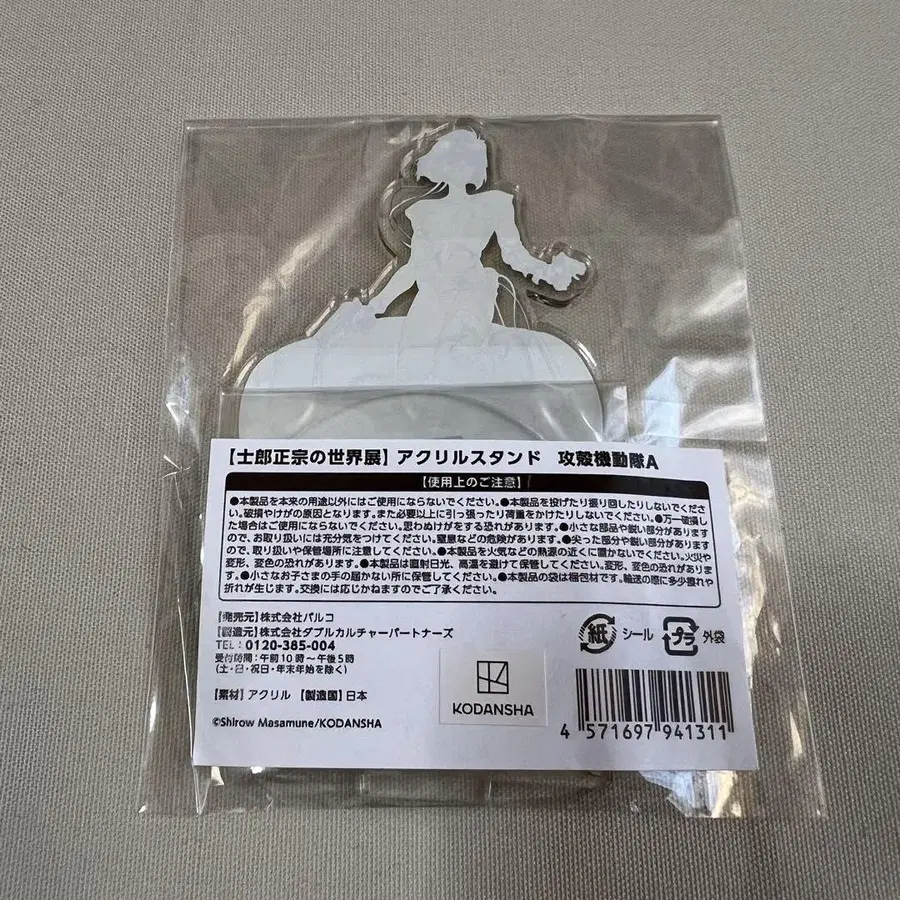 【士郎正宗の世界展】アクリルスタンド 攻殻機動隊A
【使用上のご注意】
●本製品を本来の用途以外にはご使用にならないでください。●本製品を投げたり振り回したりしないでくださ
い。破損やけがの原因となります。また必要以上に引っ張ったり荷重をかけたりしないでください。●万一破損し
た場合はご使用にならないでください。思わぬけがをする恐れがあります。●小さな部品や鋭い部分があります
ので、お取り扱いには充分気をつけてください。窒息などの危険があります。●尖った部分や鋭い部分があります
ので、取り扱いや保管場所に注意してください。●本製品を火気などの熱源の近くに置かないでください。火災や
変形、変色の恐れがあります。●本製品は直射日光、高温を避けて保管してください。変形、変色の恐れがあります。
●小さなお子さまの手の届かない所に保管してください。●本製品の袋は梱包材です。輸送の際に多少擦れや
折れが生じます。交換には応じかねますのでご了承ください。
【発売元】株式会社パルコ
【製造元】株式会社ダブルカルチャーパートナーズ
TEL：0120-385-004
受付時間：午前10時～午後5時
(土・日・祝日・年末年始を除く)
【素材】アクリル 【製造国】日本
©Shirow Masamune/KODANSHA
紙 シール
プラ 外袋
KODANSHA
4 571697 941311